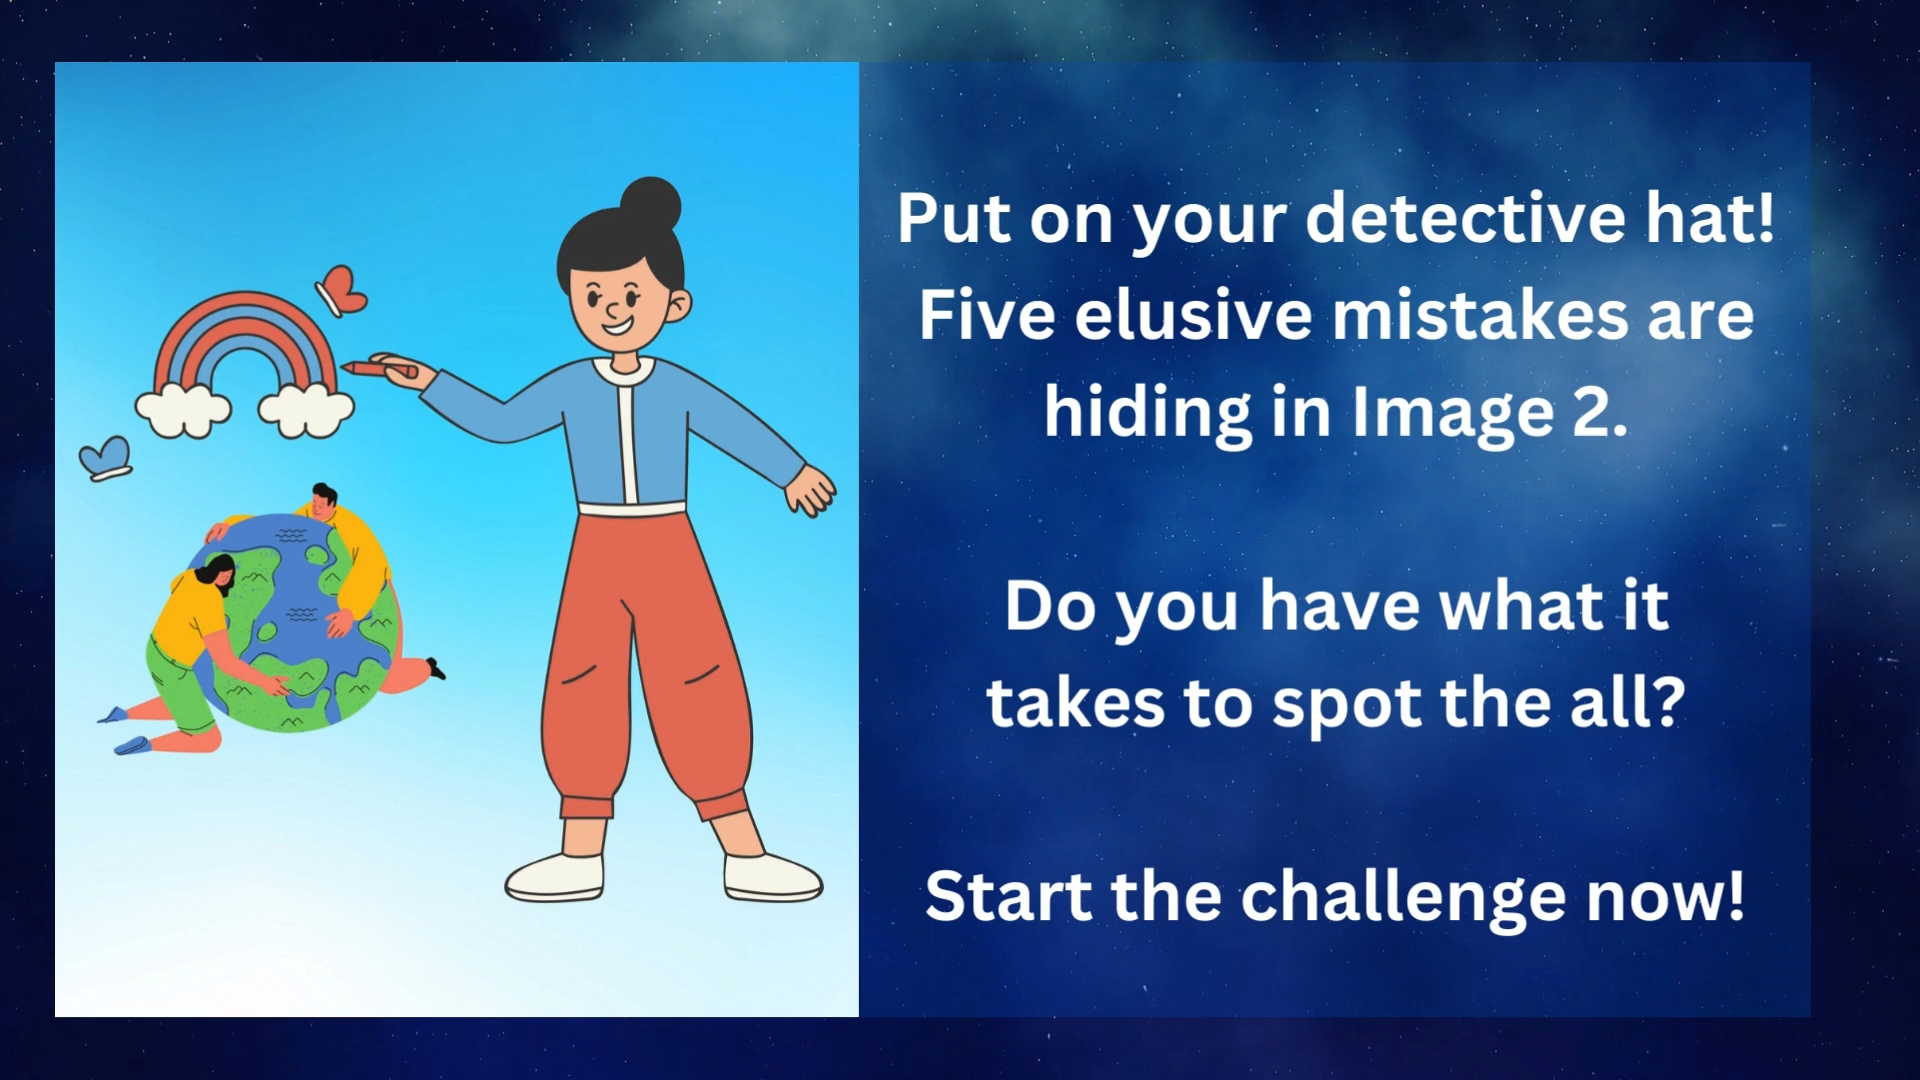 Put on your detective hat!
Five elusive mistakes are
hiding in Image 2.
Do you have what it
takes to spot the all?
Start the challenge now!